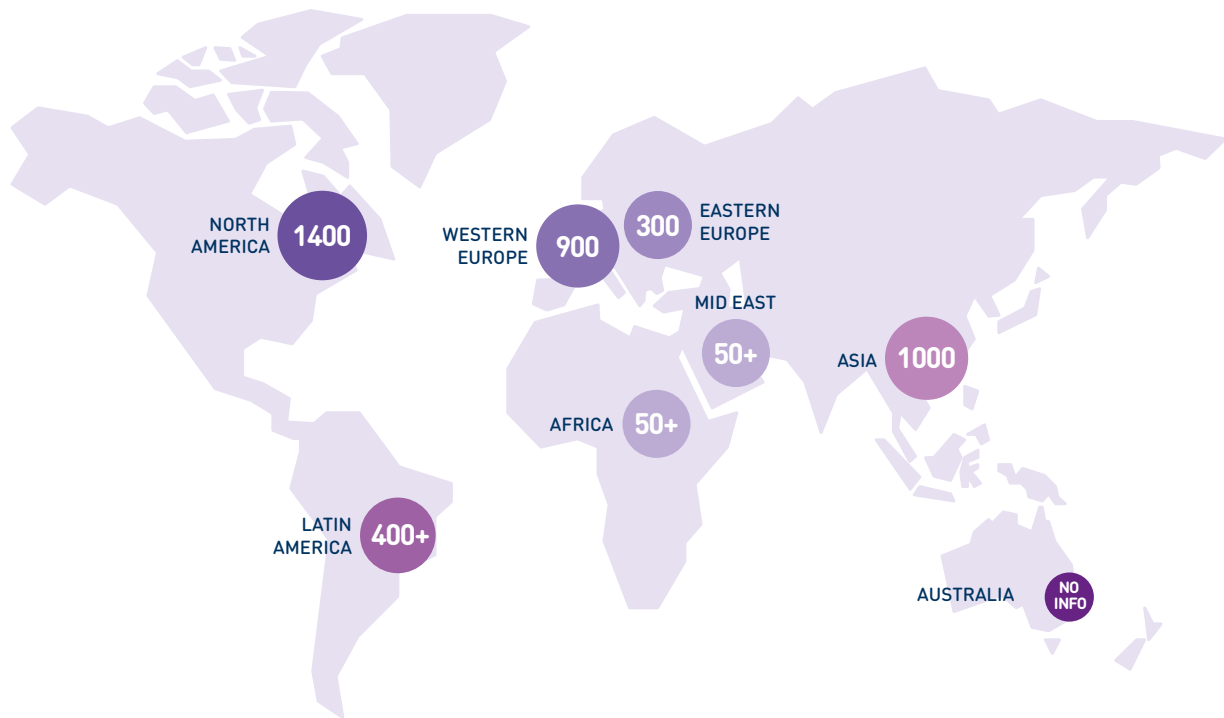 NORTH
AMERICA
1400
WESTERN
EUROPE
900
300
EASTERN
EUROPE
MID EAST
50+
ASIA
1000
AFRICA
50+
LATIN
AMERICA
400+
AUSTRALIA
NO
INFO